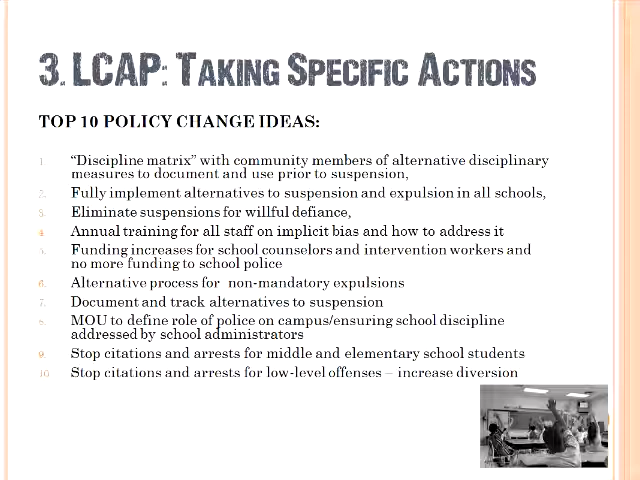 3. LCAP: Taking Specific Actions
TOP 10 POLICY CHANGE IDEAS:
1. “Discipline matrix” with community members of alternative disciplinary
measures to document and use prior to suspension,
2. Fully implement alternatives to suspension and expulsion in all schools,
3. Eliminate suspensions for willful defiance,
4. Annual training for all staff on implicit bias and how to address it
5. Funding increases for school counselors and intervention workers and
no more funding to school police
6. Alternative process for non-mandatory expulsions
7. Document and track alternatives to suspension
8. MOU to define role of police on campus/ensuring school discipline
addressed by school administrators
9. Stop citations and arrests for middle and elementary school students
10. Stop citations and arrests for low-level offenses – increase diversion